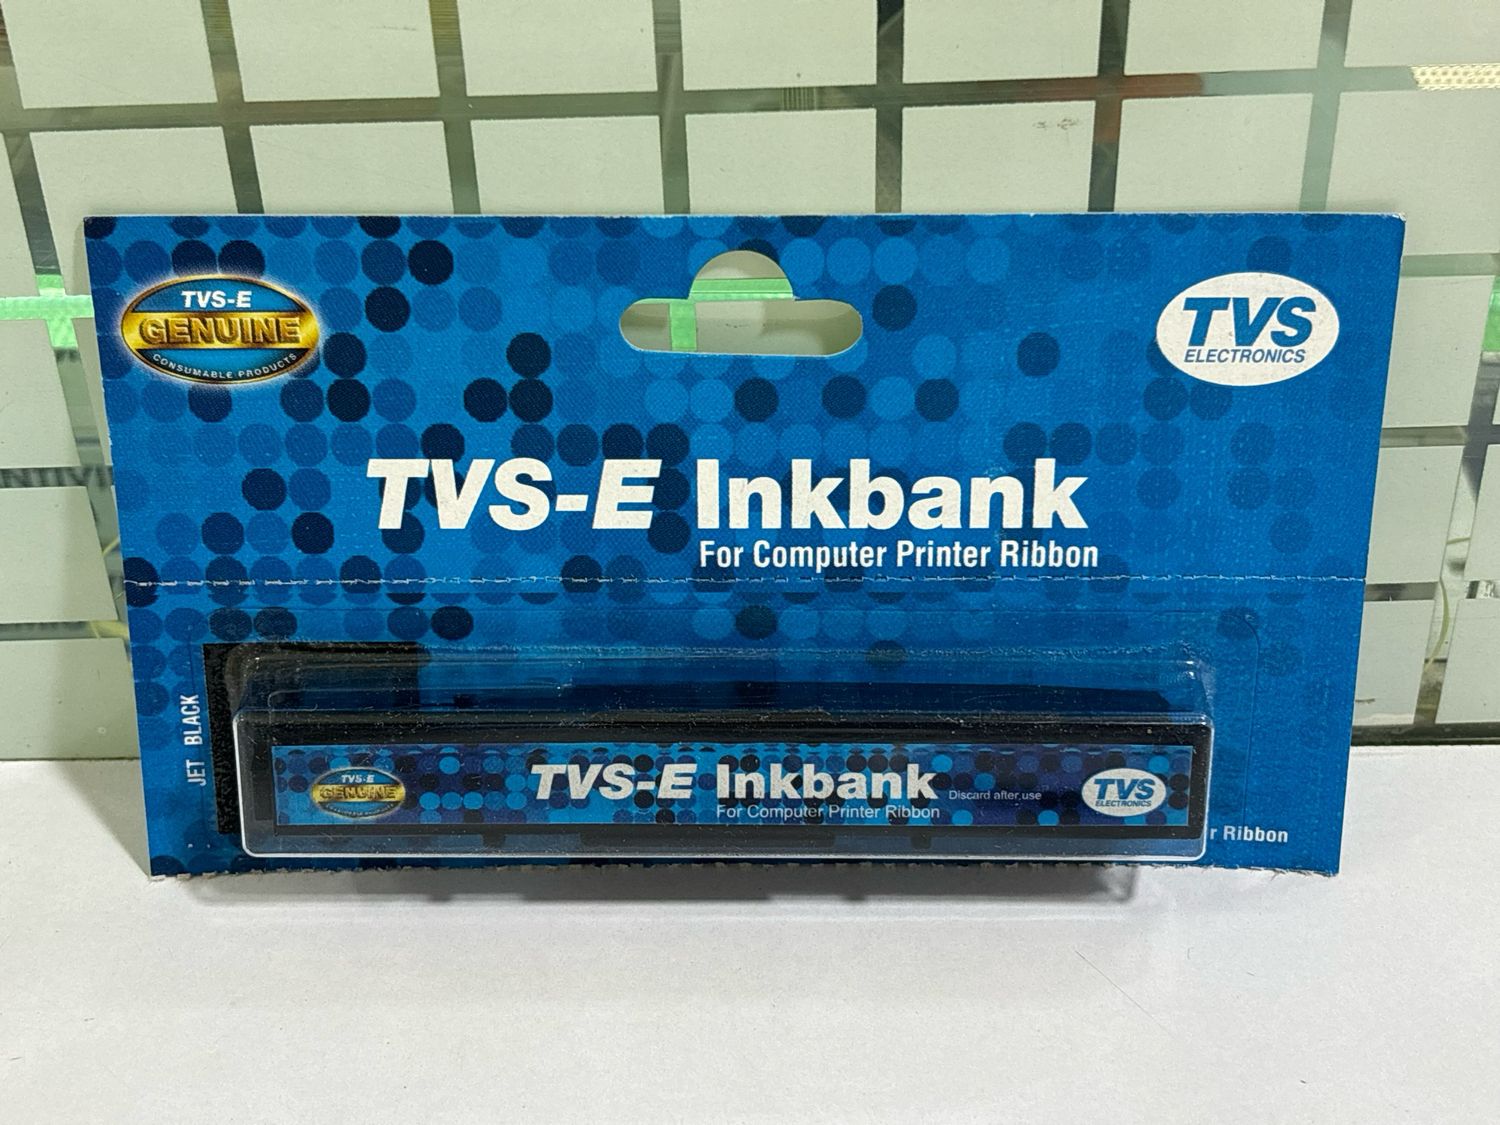 TVS-E
GENUINE
CONSUMABLE PRODUCTS
TVS
ELECTRONICS
TVS-E Inkbank
For Computer Printer Ribbon
JET BLACK
TVS-E
GENUINE
TVS-E Inkbank
For Computer Printer Ribbon
Discard after use
TVS
ELECTRONICS
r Ribbon